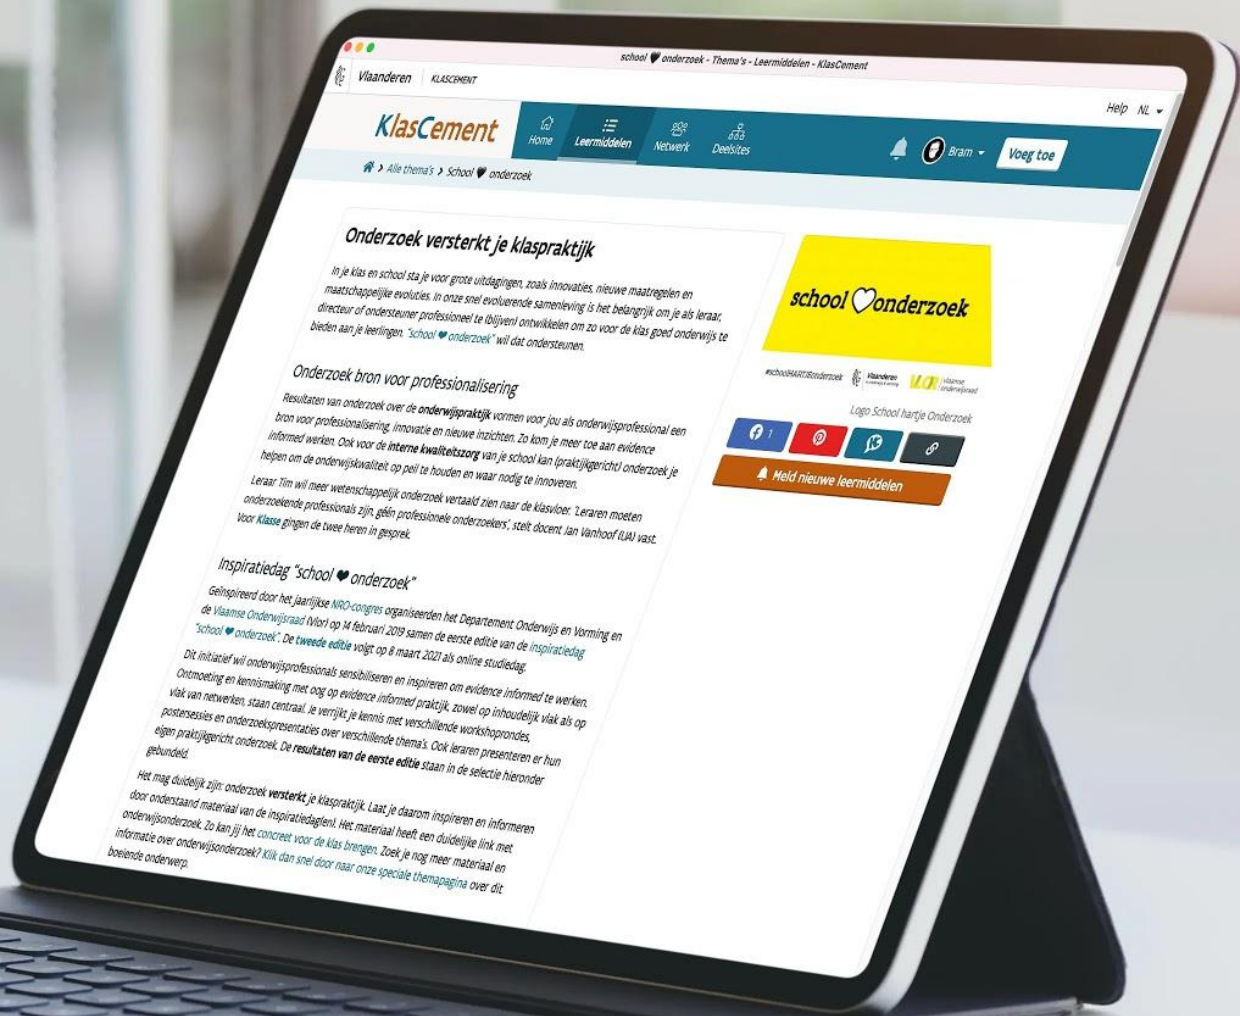 school 🖤 onderzoek - Thema's - Leermiddelen - KlasCement
Vlaanderen
KLASCEMENT
Help NL
KlasCement
Home
Leermiddelen
Netwerk
Deelsites
Bram
Voeg toe
Alle thema's > School 🖤 onderzoek
Onderzoek versterkt je klaspraktijk
In je klas en school sta je voor grote uitdagingen, zoals innovaties, nieuwe maatregelen en
maatschappelijke evoluties. In onze snel evoluerende samenleving is het belangrijk om je als leraar,
directeur of ondersteuner professioneel te (blijven) ontwikkelen om zo voor de klas goed onderwijs te
bieden aan je leerlingen. "school ❤ onderzoek" wil dat ondersteunen.
Onderzoek bron voor professionalisering
Resultaten van onderzoek over de onderwijspraktijk vormen voor jou als onderwijsprofessional een
bron voor professionalisering, innovatie en nieuwe inzichten. Zo kom je meer toe aan evidence
informed werken. Ook voor de interne kwaliteitszorg van je school kan (praktijkgericht) onderzoek je
helpen om de onderwijskwaliteit op peil te houden en waar nodig te innoveren.
Leraar Tim wil meer wetenschappelijk onderzoek vertaald zien naar de klasvloer. 'Leraren moeten
onderzoekende professionals zijn, géén professionele onderzoekers', stelt docent Jan Vanhoof (UA) vast.
Voor Klasse gingen de twee heren in gesprek.
Inspiratiedag "school ❤ onderzoek"
Geïnspireerd door het jaarlijkse NRO-congres organiseerden het Departement Onderwijs en Vorming en
de Vlaamse Onderwijsraad (Vlor) op 14 februari 2019 samen de eerste editie van de inspiratiedag
"school ❤ onderzoek". De tweede editie volgt op 8 maart 2021 als online studiedag.
Dit initiatief wil onderwijsprofessionals sensibiliseren en inspireren om evidence informed te werken.
Ontmoeting en kennismaking met oog op evidence informed praktijk, zowel op inhoudelijk vlak als op
vlak van netwerken, staan centraal. Je verrijkt je kennis met verschillende workshoprondes,
postersessies en onderzoekspresentaties over verschillende thema's. Ook leraren presenteren er hun
eigen praktijkgericht onderzoek. De resultaten van de eerste editie staan in de selectie hieronder
gebundeld.
Het mag duidelijk zijn: onderzoek versterkt je klaspraktijk. Laat je daarom inspireren en informeren
door onderstaand materiaal van de inspiratiedag(en). Het materiaal heeft een duidelijke link met
onderwijsonderzoek. Zo kan jij het concreet voor de klas brengen. Zoek je nog meer materiaal en
informatie over onderwijsonderzoek? Klik dan snel door naar onze speciale themapagina over dit
boeiende onderwerp.
school ♡ onderzoek
#schoolHARTJEonderzoek
Vlaanderen
VLOR
vlaamse
onderwijsraad
Logo School hartje Onderzoek
1
Meld nieuwe leermiddelen